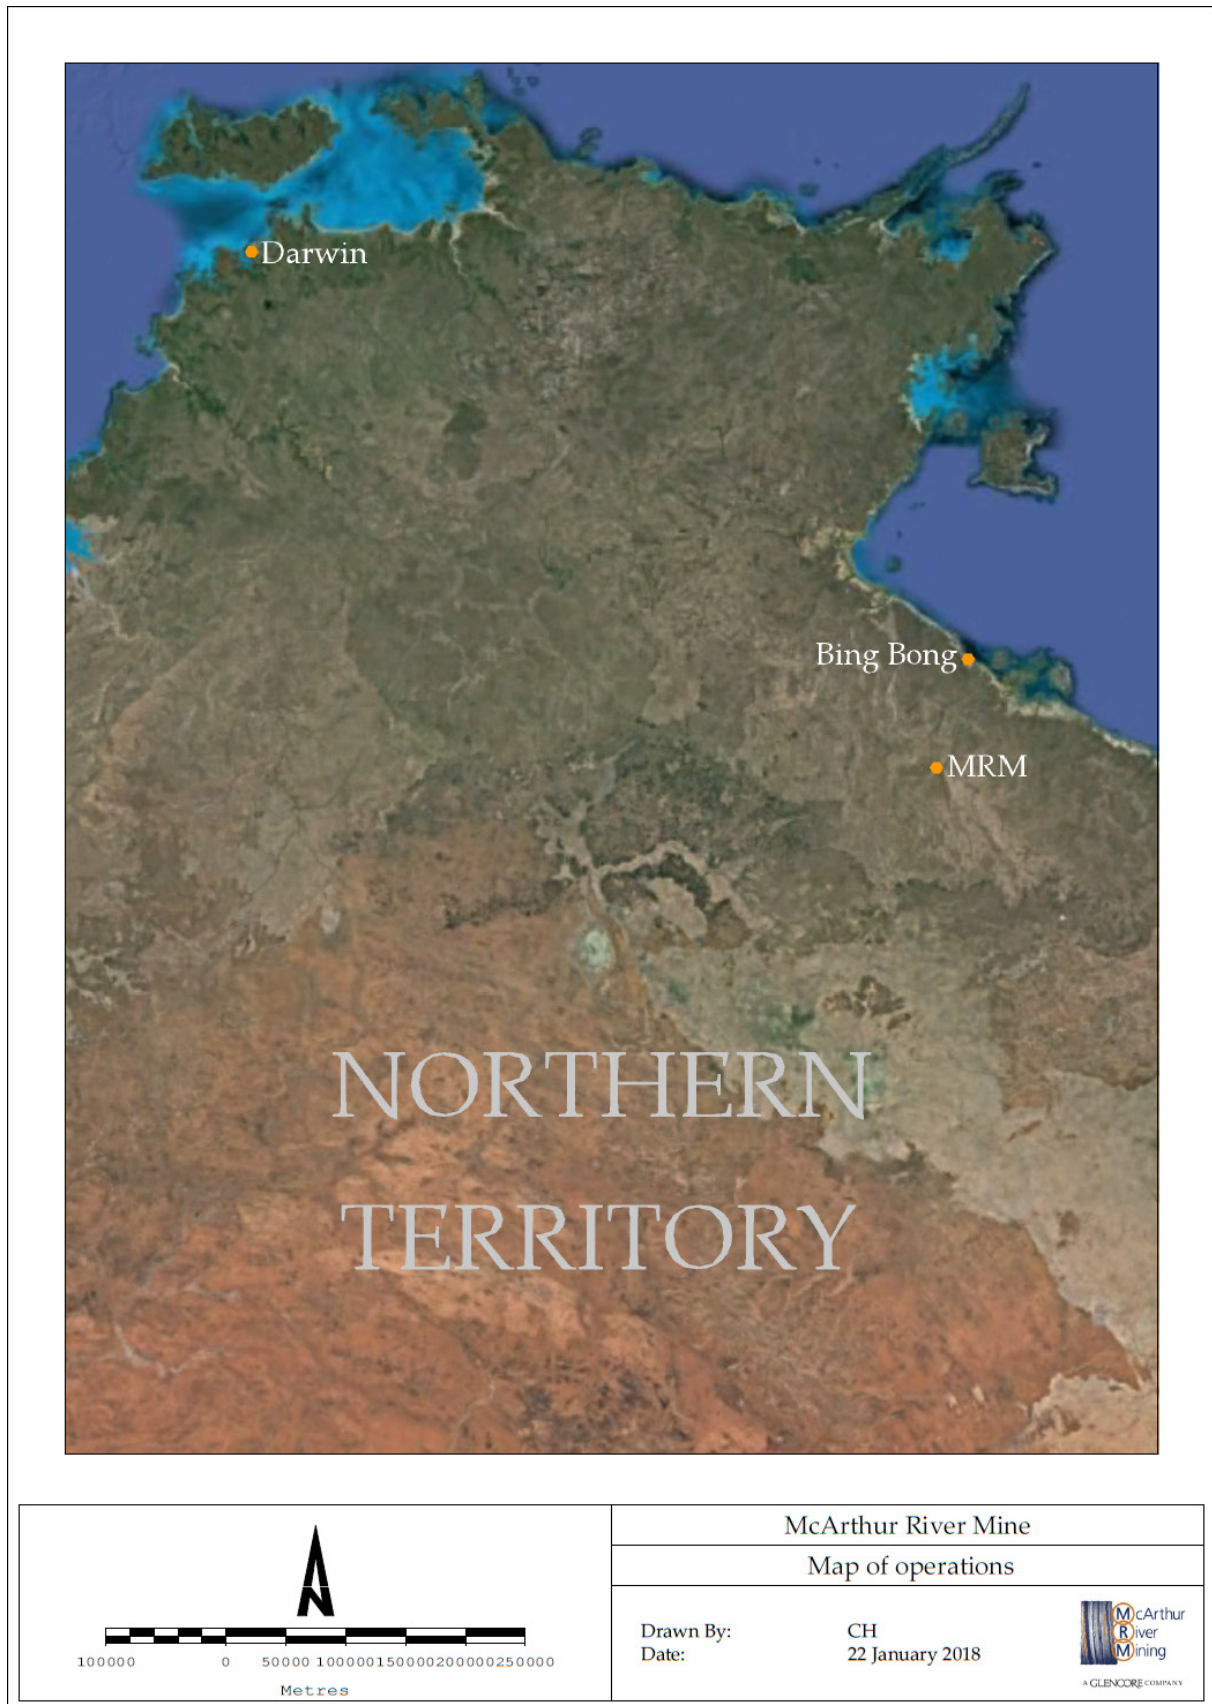 Darwin
Bing Bong
MRM
NORTHERN
TERRITORY
N
100000 0 50000 100000150000200000250000
Metres
McArthur River Mine
Map of operations
Drawn By: CH
Date: 22 January 2018
McArthur
River
Mining
A GLENCORE COMPANY